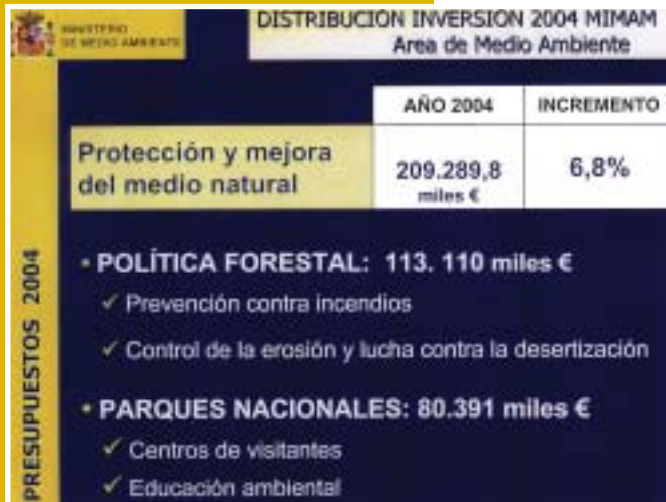 MINISTERIO
DE MEDIO AMBIENTE
DISTRIBUCIÓN INVERSIÓN 2004 MIMAM
Area de Medio Ambiente
AÑO 2004 INCREMENTO
Protección y mejora
del medio natural
209.289,8
miles €
6,8%
• POLÍTICA FORESTAL: 113. 110 miles €
✓ Prevención contra incendios
✓ Control de la erosión y lucha contra la desertización
• PARQUES NACIONALES: 80.391 miles €
✓ Centros de visitantes
✓ Educación ambiental
PRESUPUESTOS 2004